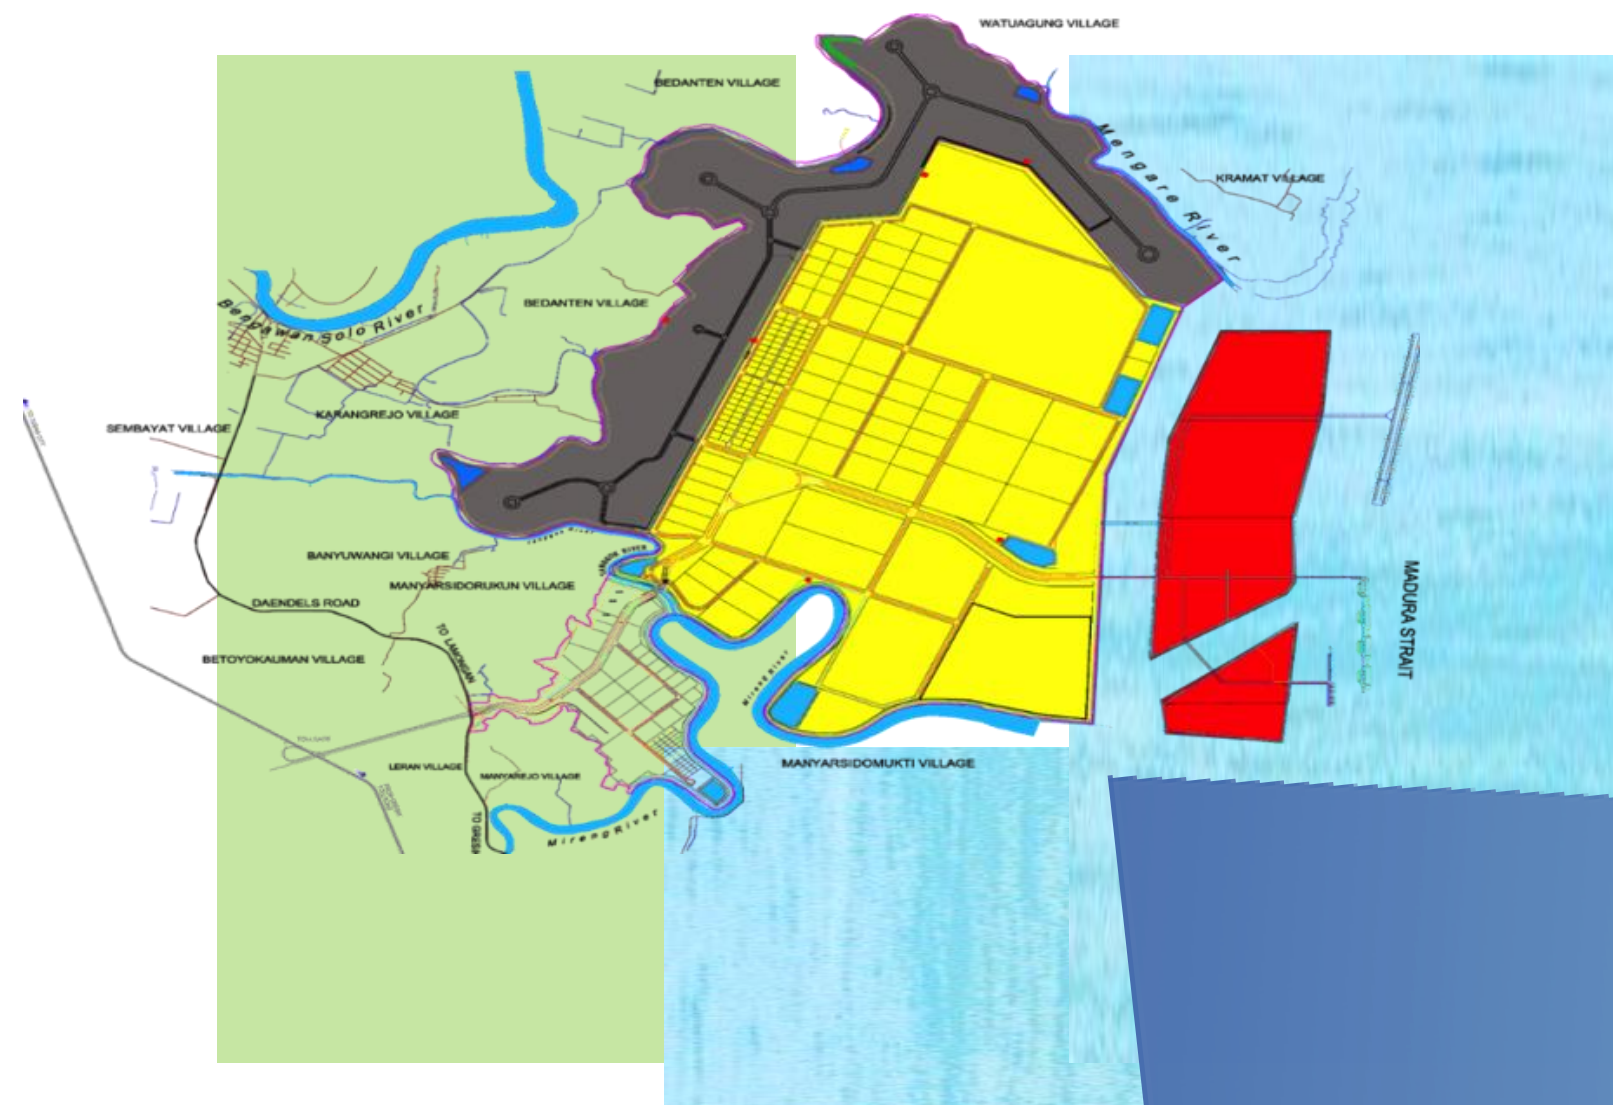 WATUAGUNG VILLAGE
BEDANTEN VILLAGE
Mengare River
KRAMAT VILLAGE
BEDANTEN VILLAGE
Bengawan Solo River
KARANGREJO VILLAGE
SEMBAYAT VILLAGE
BANYUWANGI VILLAGE
MANYARSIDORUKUN VILLAGE
DAENDELS ROAD
TO LAMONGAN
BETOYOKAUMAN VILLAGE
MADURA STRAIT
Mireng River
LERAN VILLAGE
MANYAREJO VILLAGE
MANYARSIDOMUKTI VILLAGE
Mireng River